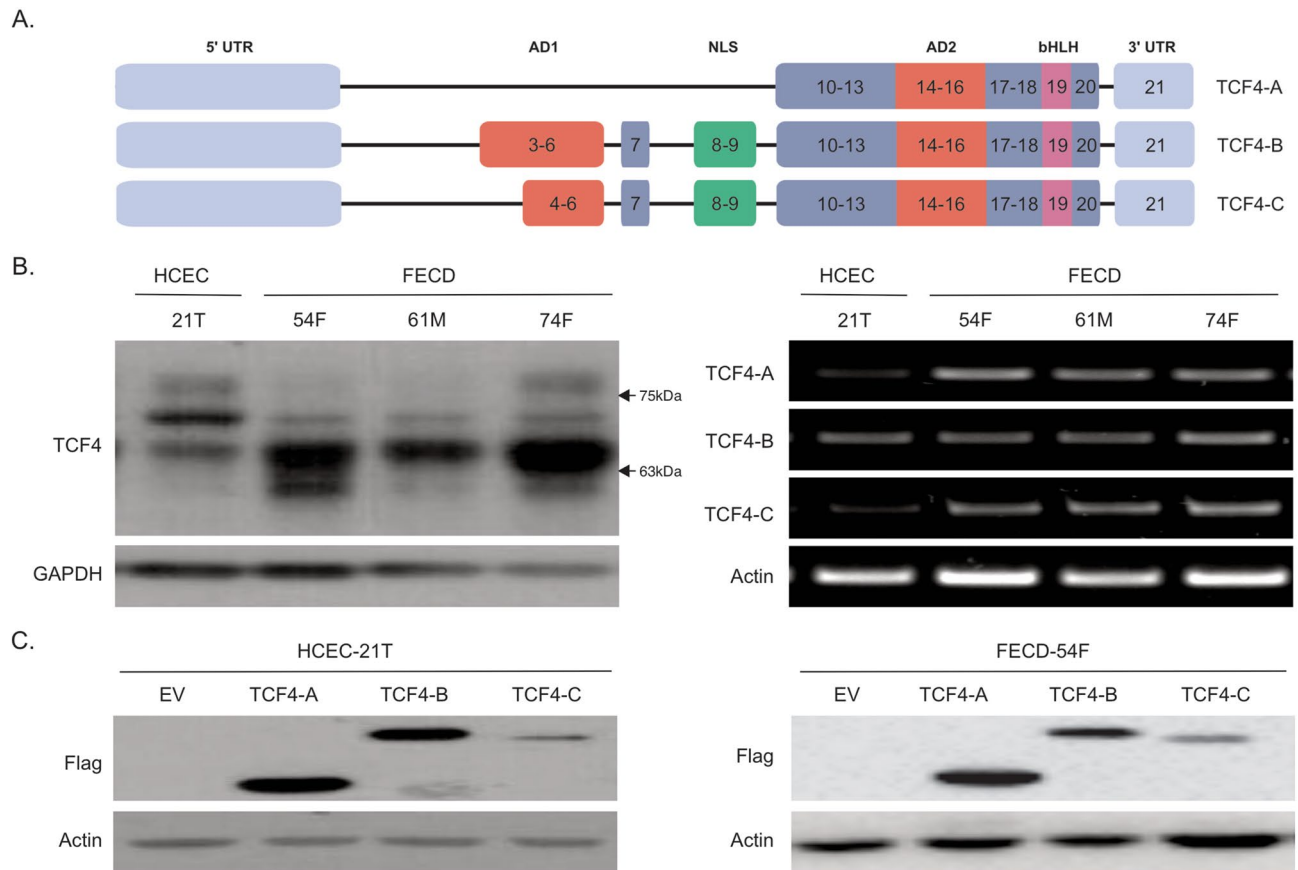 A.
5' UTR AD1 NLS AD2 bHLH 3' UTR
10-13 14-16 17-18 19 20 21 TCF4-A
3-6 7 8-9 10-13 14-16 17-18 19 20 21 TCF4-B
4-6 7 8-9 10-13 14-16 17-18 19 20 21 TCF4-C
B.
HCEC FECD
21T 54F 61M 74F
75kDa
TCF4
63kDa
GAPDH
HCEC FECD
21T 54F 61M 74F
TCF4-A
TCF4-B
TCF4-C
Actin
C.
HCEC-21T
EV TCF4-A TCF4-B TCF4-C
Flag
Actin
FECD-54F
EV TCF4-A TCF4-B TCF4-C
Flag
Actin